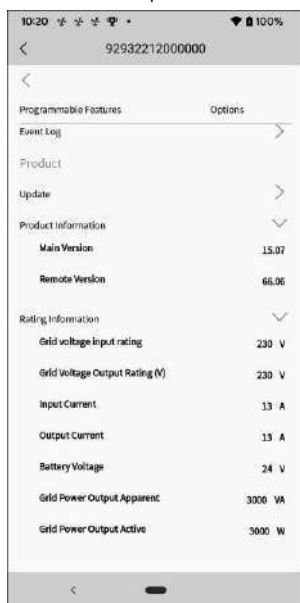 10:20 100%
92932212000000
Programmable Features Options
Event Log
Product
Update
Product Information
Main Version 15.07
Remote Version 66.06
Rating Information
Grid voltage input rating 230 V
Grid Voltage Output Rating (V) 230 V
Input Current 13 A
Output Current 13 A
Battery Voltage 24 V
Grid Power Output Apparent 3000 VA
Grid Power Output Active 3000 W